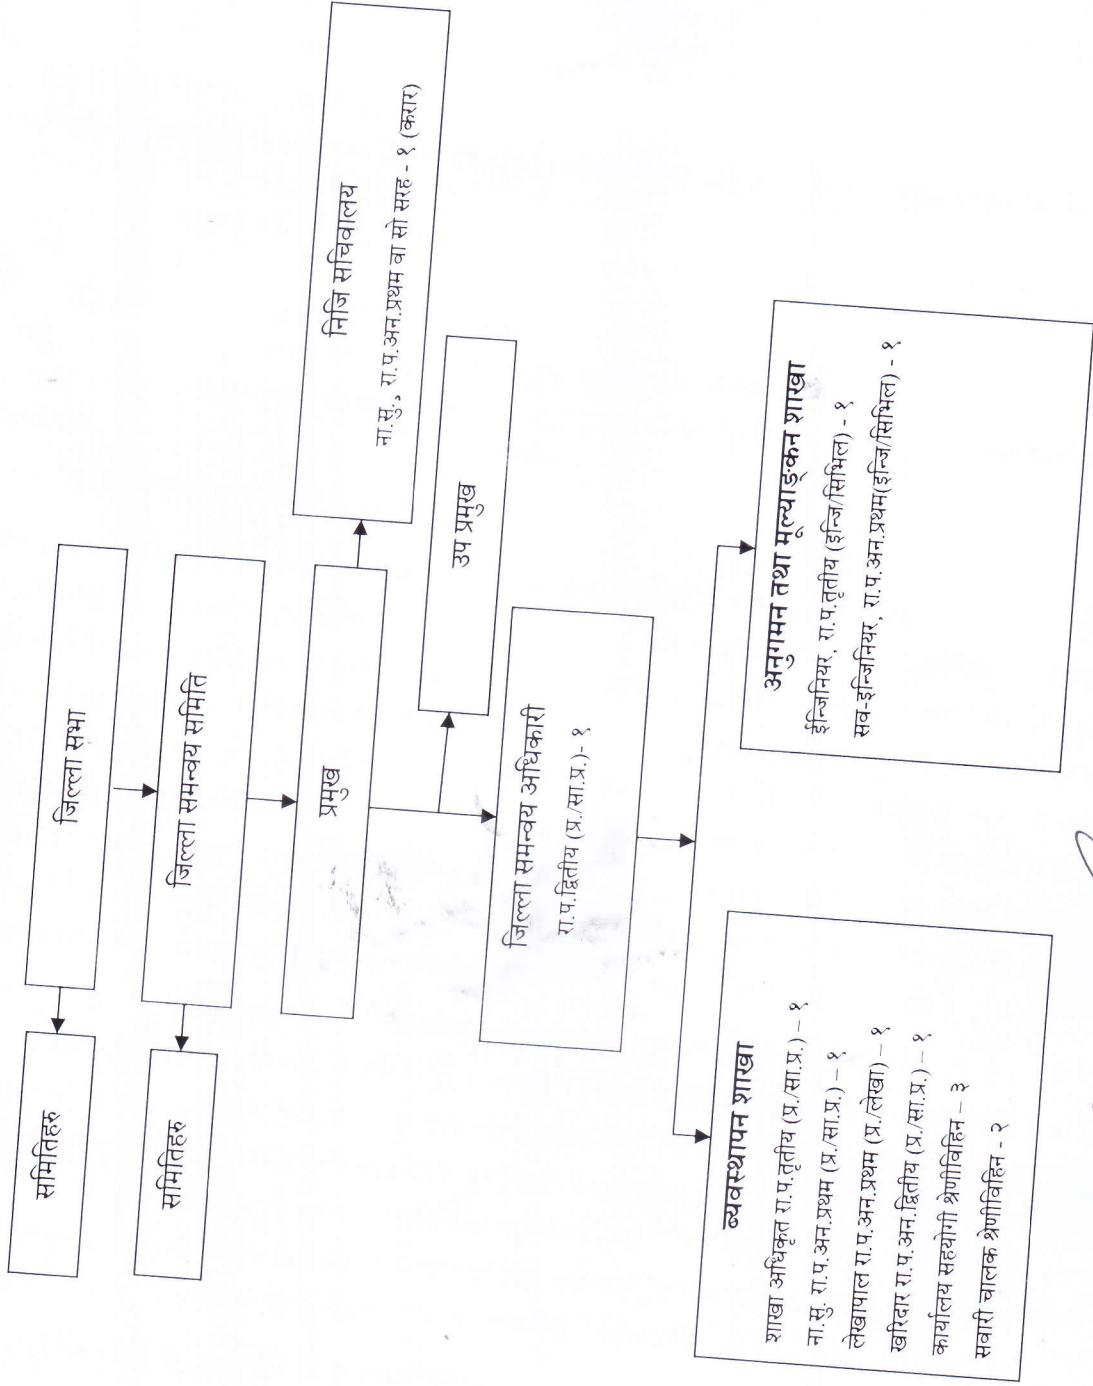 जिल्ला सभा
समितिहरु
जिल्ला समन्वय समिति
समितिहरु
प्रमुख
निजि सचिवालय
ना.सु., रा.प.अन.प्रथम वा सो सरह - १ (करार)
उप प्रमुख
जिल्ला समन्वय अधिकारी
रा.प.द्वितीय (प्र./सा.प्र.)- १
व्यवस्थापन शाखा
शाखा अधिकृत रा.प.तृतीय (प्र./सा.प्र.) – १
ना.सु. रा.प.अन.प्रथम (प्र./सा.प्र.) – १
लेखापाल रा.प.अन.प्रथम (प्र./लेखा) – १
खरिदार रा.प.अन.द्वितीय (प्र./सा.प्र.) – १
कार्यालय सहयोगी श्रेणीविहिन – ३
सवारी चालक श्रेणीविहिन - २
अनुगमन तथा मूल्याङ्कन शाखा
ईन्जिनियर, रा.प.तृतीय (इन्जि/सिभिल) - १
सव-इन्जिनियर, रा.प.अन.प्रथम(इन्जि/सिभिल) - १